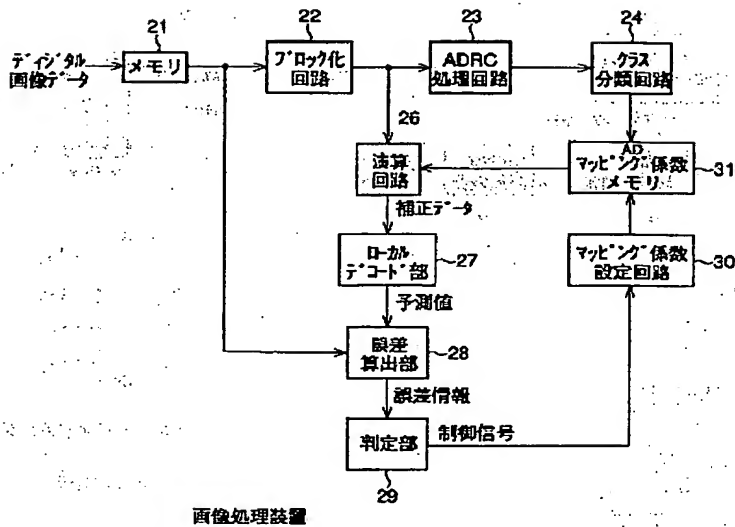 21
22
23
24
ディジタル
画像データ
メモリ
ブロック化
回路
ADRC
処理回路
クラス
分類回路
26
演算
回路
AD
マッピング係数
メモリ
31
補正データ
ローカル
デコード部
27
マッピング係数
設定回路
30
予測値
誤差
算出部
28
誤差情報
判定部
制御信号
29
画像処理装置